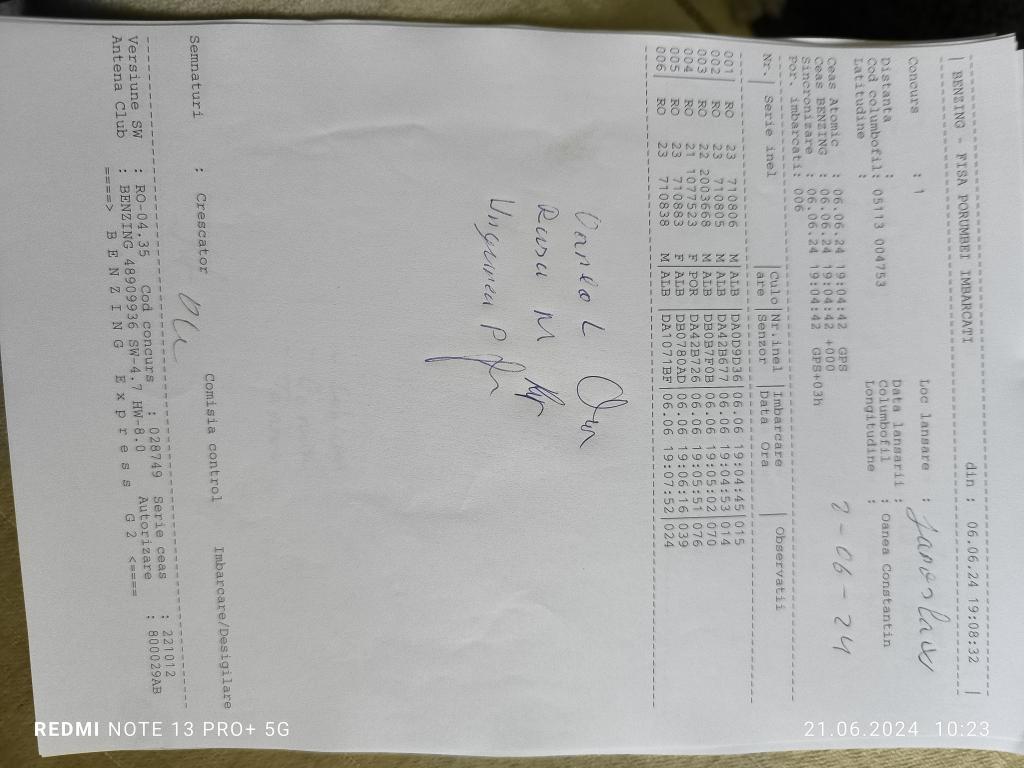 | BENZING - FISA PORUMBEI IMBARCATI din : 06.06.24 19:08:32 |
Concurs : 1 Loc lansare : Jaroslaw
Data lansarii : 7-06-24
Distanta : Columbofil : Oanea Constantin
Cod columbofil: 05113 004753 Longitudine :
Latitudine :
Ceas Atomic : 06.06.24 19:04:42 GPS
Ceas BENZING : 06.06.24 19:04:42 +000
Sincronizare : 06.06.24 19:04:42 GPS+03h
Por. imbarcati: 006
Nr.| Serie inel |Culo|Nr.inel |Imbarcare | Observatii
are | Senzor | Data Ora
001| RO 23 710806 M ALB |DA0D9D36|06.06 19:04:45|015
002| RO 23 710805 M ALB |DA42B677|06.06 19:04:53|014
003| RO 22 2003668 M ALB |DB0B7F0B|06.06 19:05:02|070
004| RO 21 1077523 F POR |DA42B726|06.06 19:05:51|076
005| RO 23 710883 F ALB |DB0780AD|06.06 19:06:16|039
006| RO 23 710838 M ALB |DA1071BF|06.06 19:07:52|024
Oanea L
Rusu M
Ungureanu P
Semnaturi : Crescator Comisia control Imbarcare/Desigilare
Versiune SW : RO-04.35 Cod concurs : 028749 Serie ceas : 221012
Antena Club : BENZING 48909936 SW-4.7 HW-8.0 Autorizare : 800029AB
====> B E N Z I N G E x p r e s s G 2 <====
REDMI NOTE 13 PRO+ 5G
21.06.2024 10:23